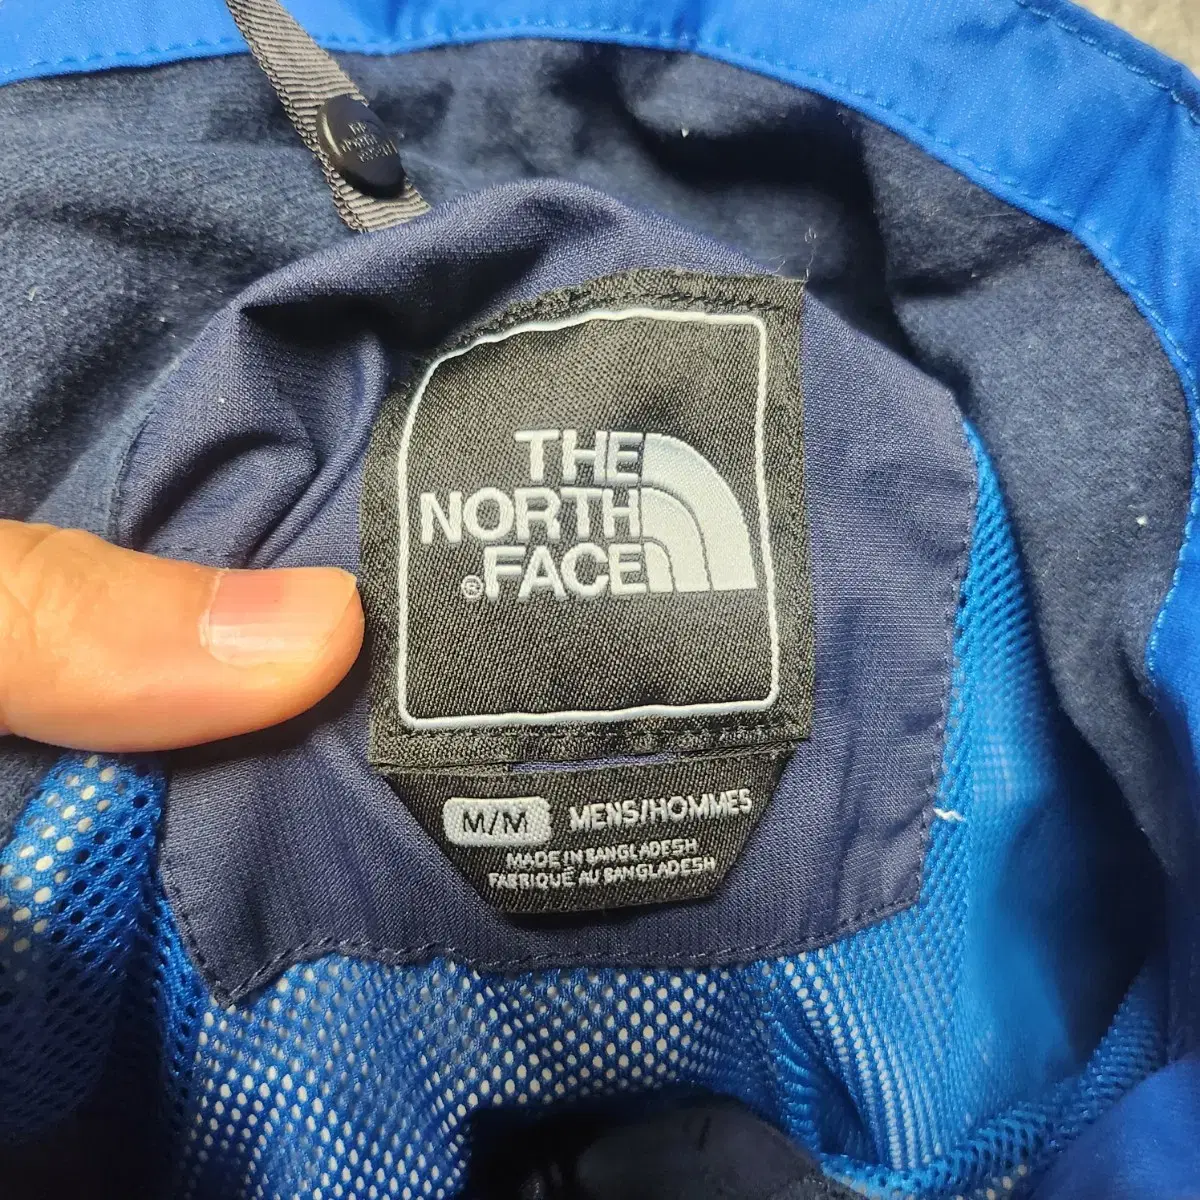 THE
NORTH
® FACE
M/M MENS/HOMMES
MADE IN BANGLADESH
FABRIQUÉ AU BANGLADESH